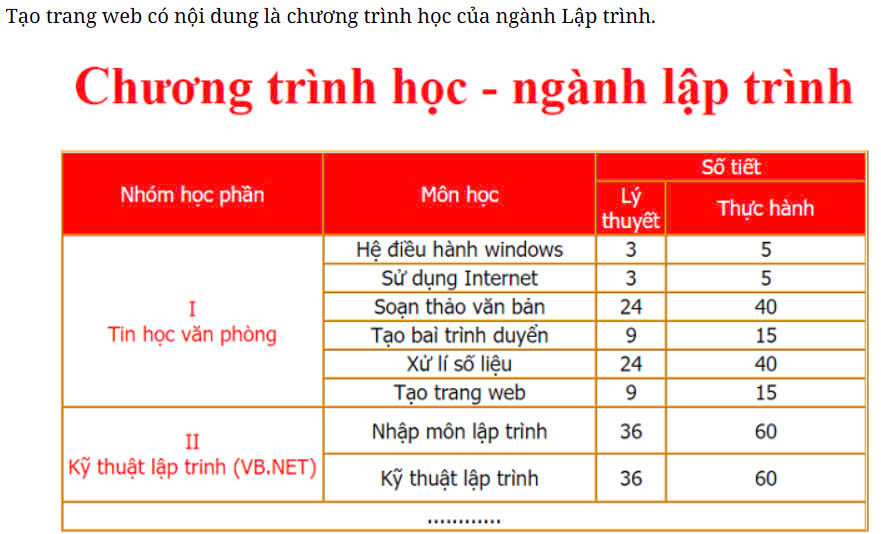 Tạo trang web có nội dung là chương trình học của ngành Lập trình.
Chương trình học - ngành lập trình
Nhóm học phần Môn học Số tiết
Lý thuyết Thực hành
I
Tin học văn phòng
Hệ điều hành windows 3 5
Sử dụng Internet 3 5
Soạn thảo văn bản 24 40
Tạo bai trình duyển 9 15
Xử lí số liệu 24 40
Tạo trang web 9 15
II
Kỹ thuật lập trinh (VB.NET)
Nhập môn lập trình 36 60
Kỹ thuật lập trình 36 60
............